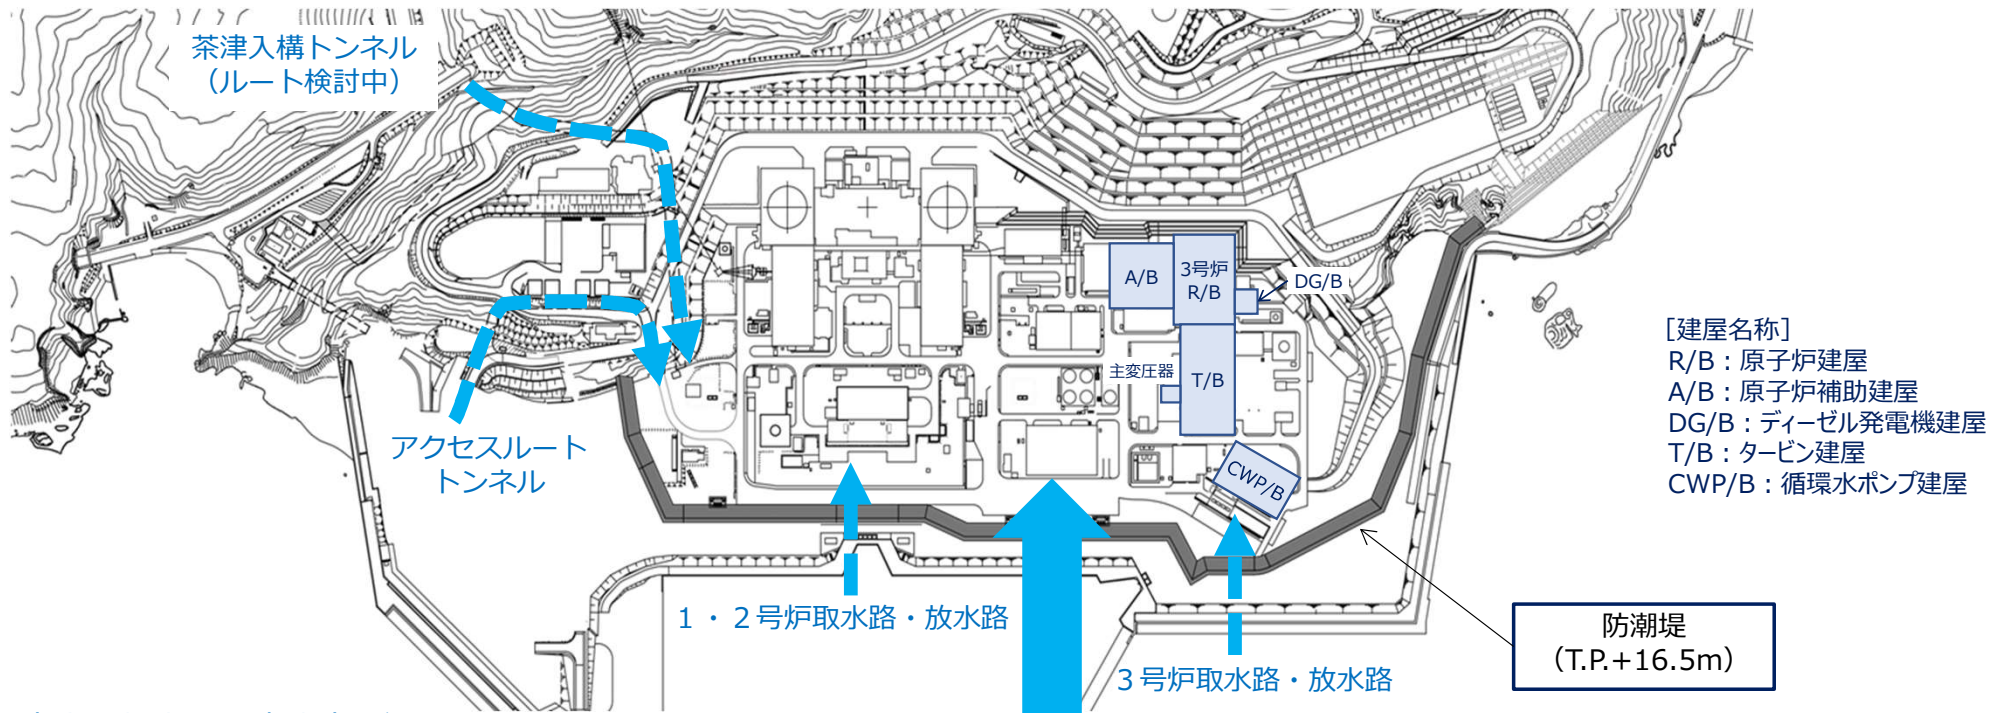 茶津入構トンネル
（ルート検討中）
アクセスルート
トンネル
A/B
3号炉
R/B
DG/B
主変圧器
T/B
CWP/B
1・2号炉取水路・放水路
3号炉取水路・放水路
防潮堤
（T.P.+16.5m）
［建屋名称］
R/B：原子炉建屋
A/B：原子炉補助建屋
DG/B：ディーゼル発電機建屋
T/B：タービン建屋
CWP/B：循環水ポンプ建屋